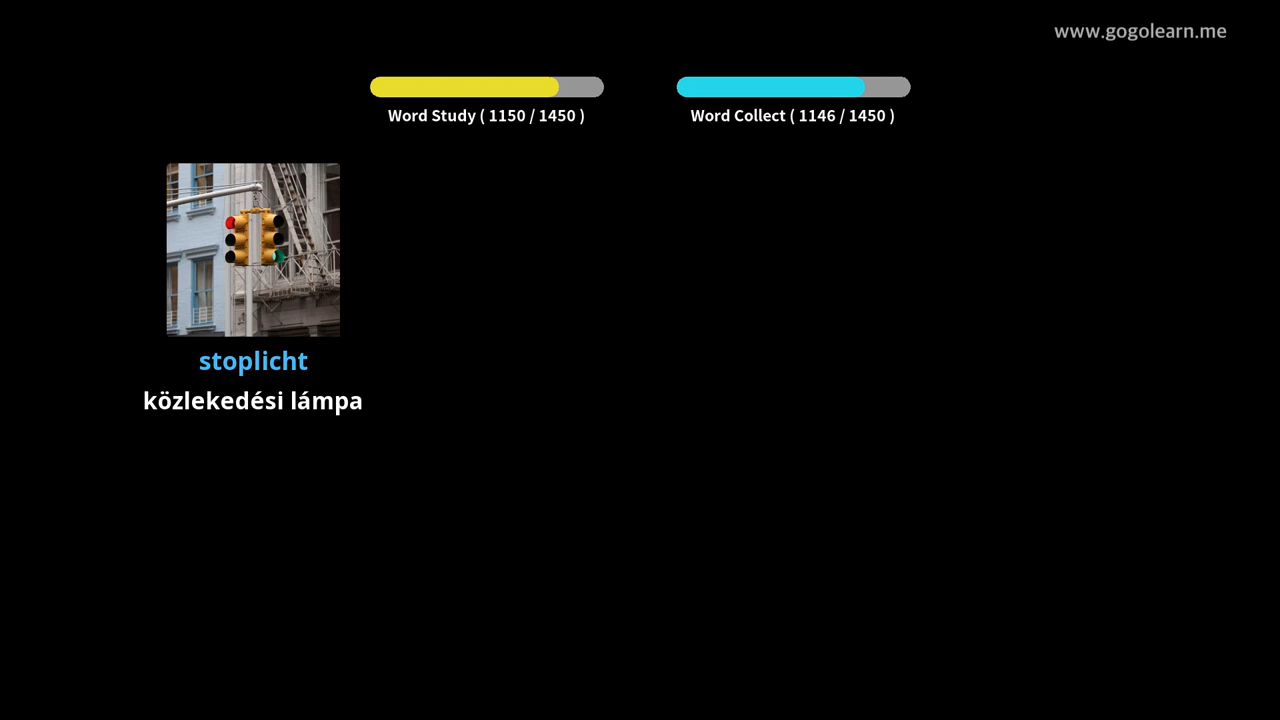 www.gogolearn.me
Word Study ( 1150 / 1450 )
Word Collect ( 1146 / 1450 )
stoplicht
közlekedési lámpa